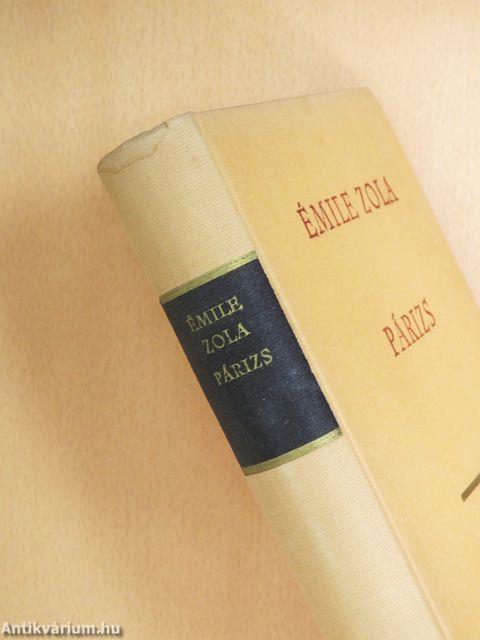 ÉMILE ZOLA
PÁRIZS
ÉMILE
ZOLA
PÁRIZS
Antikvárium.hu